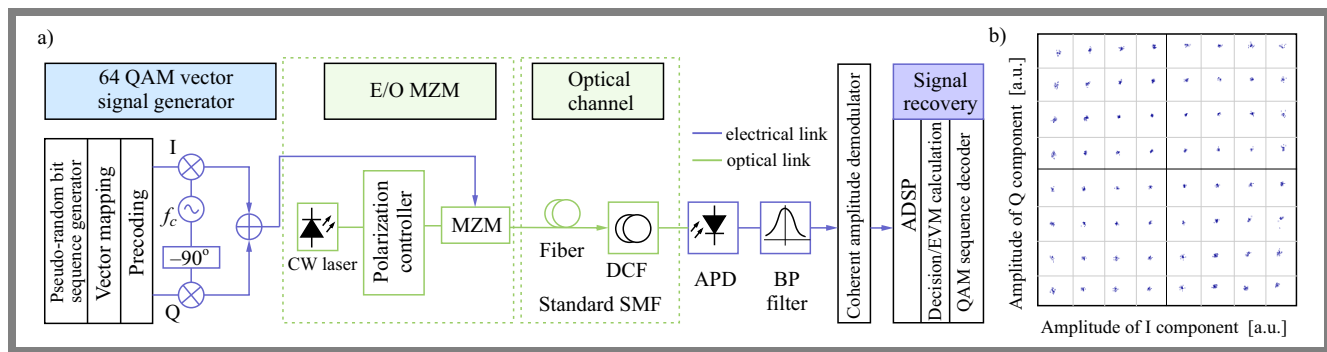 a)
64 QAM vector
signal generator
E/O MZM
Optical
channel
Signal
recovery
electrical link
optical link
Pseudo-random bit
sequence generator
Vector mapping
Precoding
I
fc
–90°
Q
CW laser
Polarization
controller
MZM
Fiber
DCF
Standard SMF
APD
BP
filter
Coherent amplitude demodulator
ADSP
Decision/EVM calculation
QAM sequence decoder
b)
Amplitude of Q component [a.u.]
Amplitude of I component [a.u.]